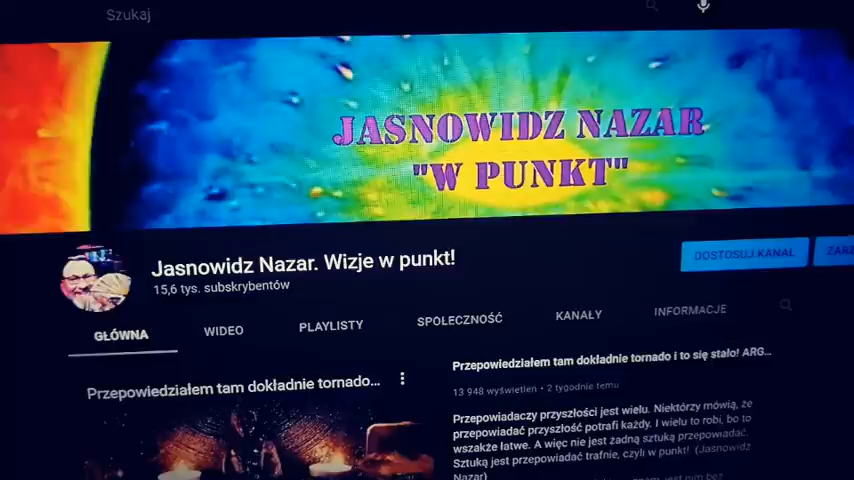 Szukaj
JASNOWIDZ NAZAR
"W PUNKT"
Jasnowidz Nazar. Wizje w punkt!
15,6 tys. subskrybentów
DOSTOSUJ KANAŁ
GŁÓWNA
WIDEO
PLAYLISTY
SPOŁECZNOŚĆ
KANAŁY
INFORMACJE
Przepowiedziałem tam dokładnie tornado...
Przepowiedziałem tam dokładnie tornado i to się stało! ARG...
13 948 wyświetleń • 2 tygodnie temu
Przepowiadaczy przyszłości jest wielu. Niektórzy mówią, że
przepowiadać przyszłość potrafi każdy. I wielu to robi, bo to
wszakże łatwe. A więc nie jest żadną sztuką przepowiadać.
Sztuką jest przepowiadać trafnie, czyli w punkt! (Jasnowidz
Nazar)